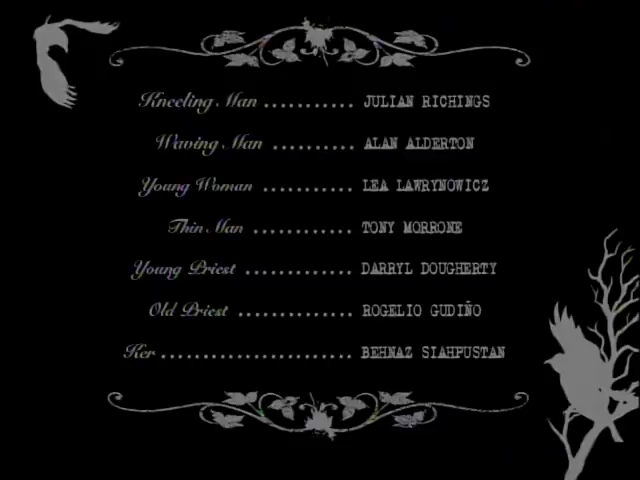 Kneeling Man ........... JULIAN RICHINGS
Waving Man .......... ALAN ALDERTON
Young Woman ........... LEA LAWRYNOWICZ
Thin Man ............ TONY MORRONE
Young Priest ............. DARRYL DOUGHERTY
Old Priest .............. ROGELIO GUDIÑO
Ker ....................... BEHNAZ SIAHPUSTAN